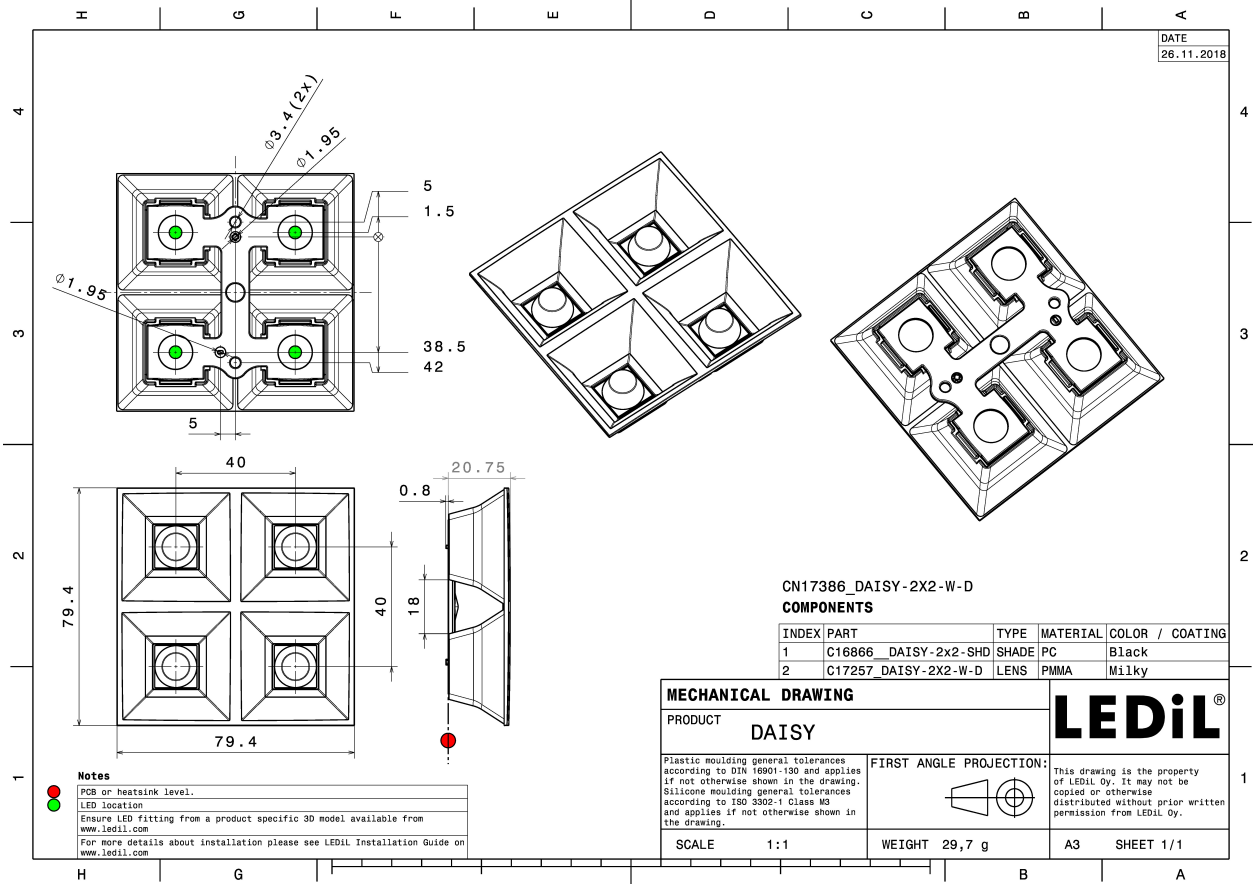 H G F E D C B A
DATE
26.11.2018
4 4
Ø3.4(2x)
Ø1.95
5
1.5
Ø1.95
3 3
38.5
42
5
40
20.75
0.8
2 2
79.4
40
18
79.4
CN17386_DAISY-2X2-W-D
COMPONENTS
INDEX PART TYPE MATERIAL COLOR / COATING
1 C16866__DAISY-2x2-SHD SHADE PC Black
2 C17257_DAISY-2X2-W-D LENS PMMA Milky
MECHANICAL DRAWING
PRODUCT
DAISY
LEDiL®
Plastic moulding general tolerances
according to DIN 16901-130 and applies
if not otherwise shown in the drawing.
Silicone moulding general tolerances
according to ISO 3302-1 Class M3
and applies if not otherwise shown in
the drawing.
FIRST ANGLE PROJECTION:
This drawing is the property
of LEDiL Oy. It may not be
copied or otherwise
distributed without prior written
permission from LEDiL Oy.
1 1
Notes
PCB or heatsink level.
LED location
Ensure LED fitting from a product specific 3D model available from
www.ledil.com
For more details about installation please see LEDiL Installation Guide on
www.ledil.com
SCALE 1:1 WEIGHT 29,7 g A3 SHEET 1/1
H G F E D C B A